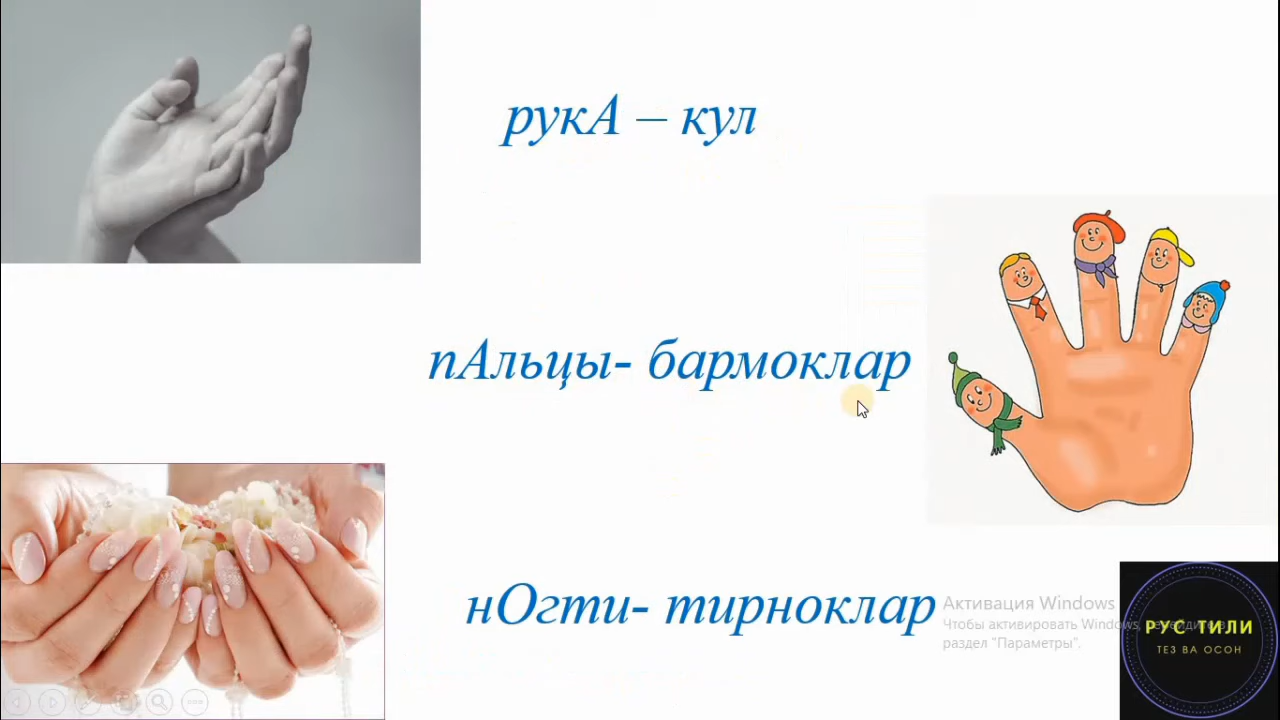 рукА – кул
пАльцы- бармоклар
нОгти- тирноклар
Активация Windows
Чтобы активировать Windows, перейдите в
раздел "Параметры".
РУС ТИЛИ
ТЕЗ ВА ОСОН